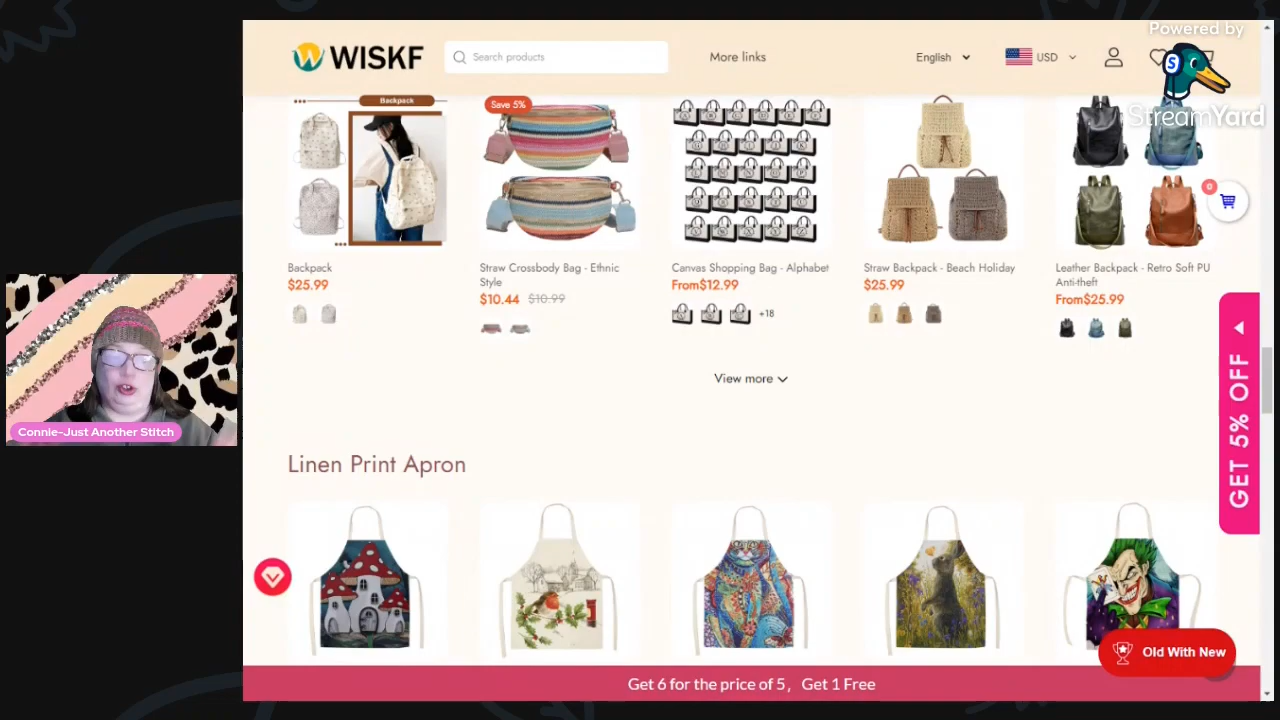 Powered by
StreamYard
WISKF
Search products
More links
English
USD
Backpack
Save 5%
0
Backpack
$25.99
Straw Crossbody Bag - Ethnic
Style
$10.44 $10.99
Canvas Shopping Bag - Alphabet
From$12.99
+18
Straw Backpack - Beach Holiday
$25.99
Leather Backpack - Retro Soft PU
Anti-theft
From$25.99
GET 5% OFF
View more
Connie-Just Another Stitch
Linen Print Apron
Old With New
Get 6 for the price of 5, Get 1 Free